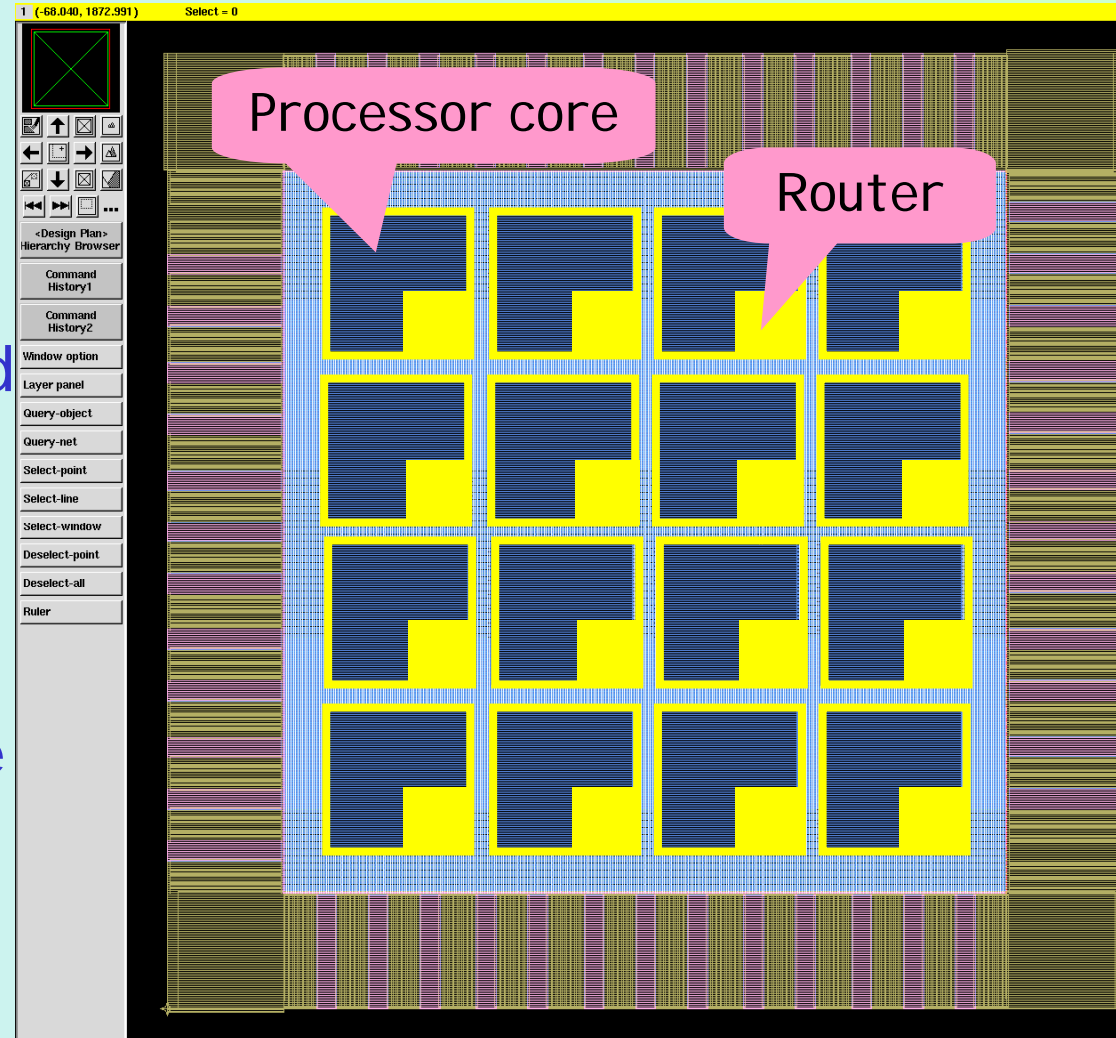 1 (-68.040, 1872.991) Select = 0
Processor core
Router
...
<Design Plan>
Hierarchy Browser
Command
History1
Command
History2
Window option
Layer panel
Query-object
Query-net
Select-point
Select-line
Select-window
Deselect-point
Deselect-all
Ruler
d
e